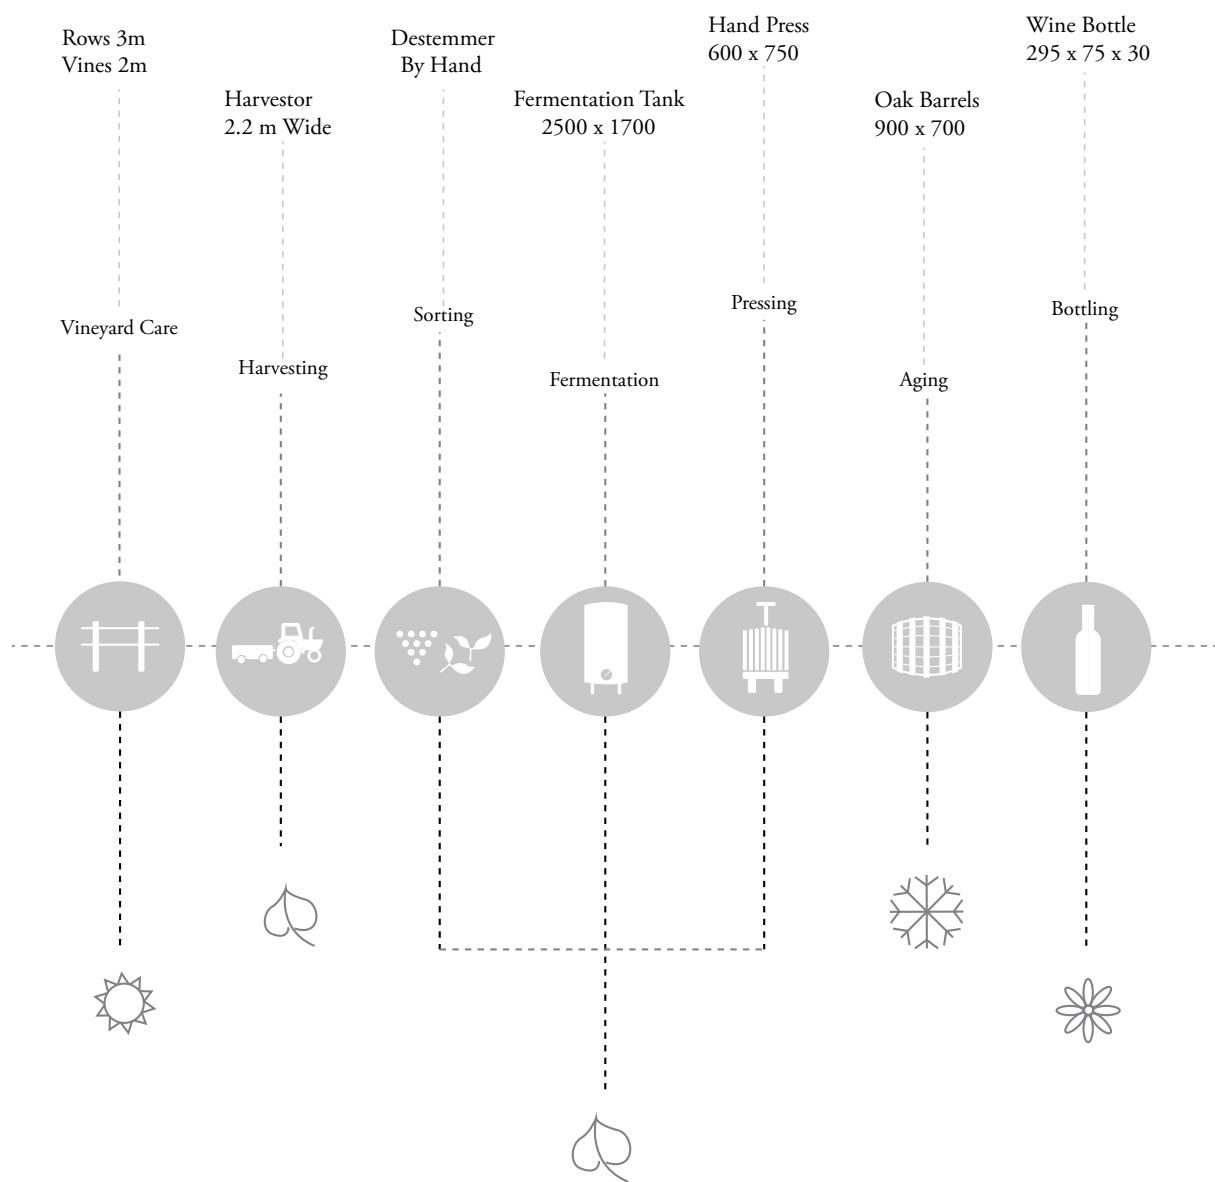 Rows 3m
Vines 2m
Harvestor
2.2 m Wide
Destemmer
By Hand
Fermentation Tank
2500 x 1700
Hand Press
600 x 750
Oak Barrels
900 x 700
Wine Bottle
295 x 75 x 30
Vineyard Care
Harvesting
Sorting
Fermentation
Pressing
Aging
Bottling